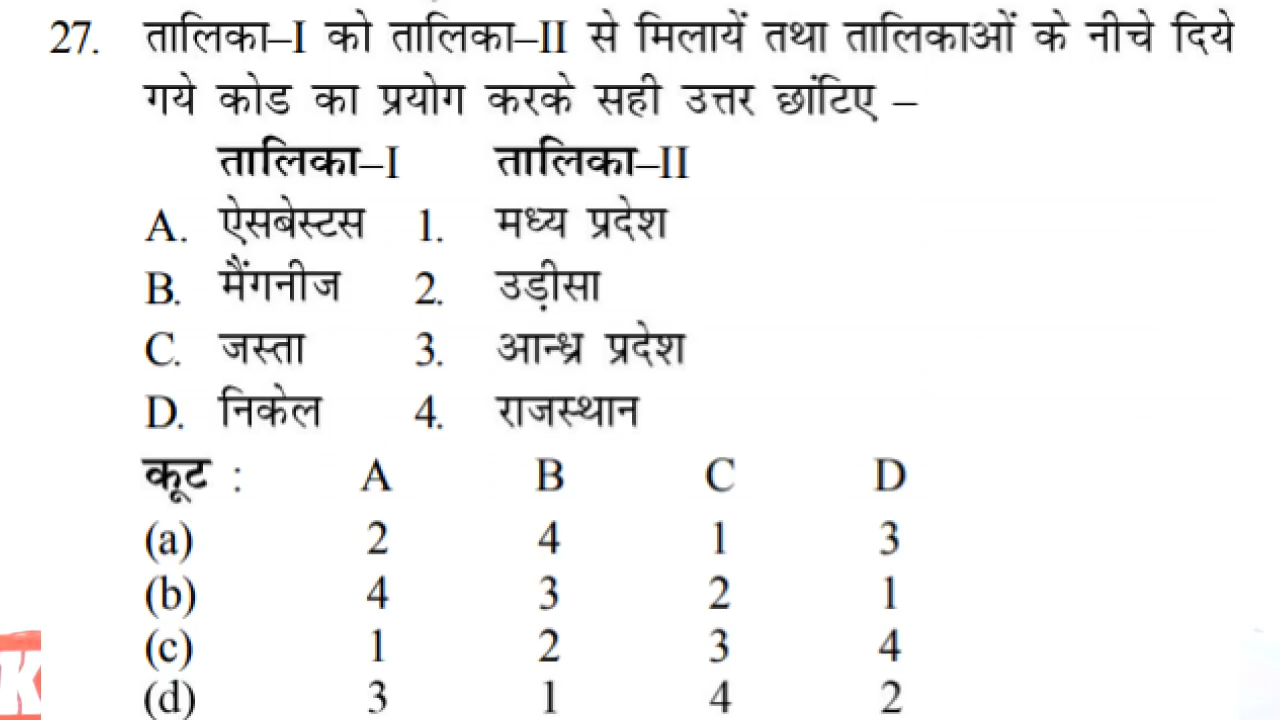 27. तालिका–I को तालिका–II से मिलायें तथा तालिकाओं के नीचे दिये
गये कोड का प्रयोग करके सही उत्तर छांटिए –
तालिका–I तालिका–II
A. ऐसबेस्टस 1. मध्य प्रदेश
B. मैंगनीज 2. उड़ीसा
C. जस्ता 3. आन्ध्र प्रदेश
D. निकेल 4. राजस्थान
कूट : A B C D
(a) 2 4 1 3
(b) 4 3 2 1
(c) 1 2 3 4
(d) 3 1 4 2
K